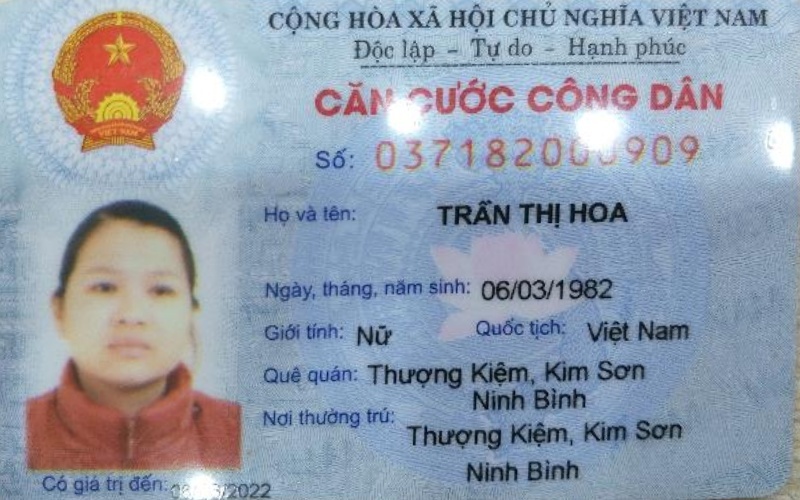 CỘNG HÒA XÃ HỘI CHỦ NGHĨA VIỆT NAM
Độc lập – Tự do – Hạnh phúc
CĂN CƯỚC CÔNG DÂN
Số:
VIỆT NAM
Họ và tên: TRẦN THỊ HOA
Ngày, tháng, năm sinh: 06/03/1982
Giới tính: Nữ Quốc tịch: Việt Nam
Quê quán: Thượng Kiệm, Kim Sơn
Ninh Bình
Nơi thường trú:
Thượng Kiệm, Kim Sơn
Ninh Bình
Có giá trị đến: